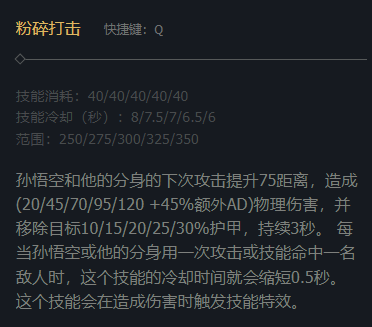 粉碎打击 快捷键：Q
技能消耗：40/40/40/40/40
技能冷却（秒）：8/7.5/7/6.5/6
范围：250/275/300/325/350
孙悟空和他的分身的下次攻击提升75距离，造成
(20/45/70/95/120 +45%额外AD)物理伤害，并
移除目标10/15/20/25/30%护甲，持续3秒。 每
当孙悟空或他的分身用一次攻击或技能命中一名
敌人时，这个技能的冷却时间就会缩短0.5秒。
这个技能会在造成伤害时触发技能特效。